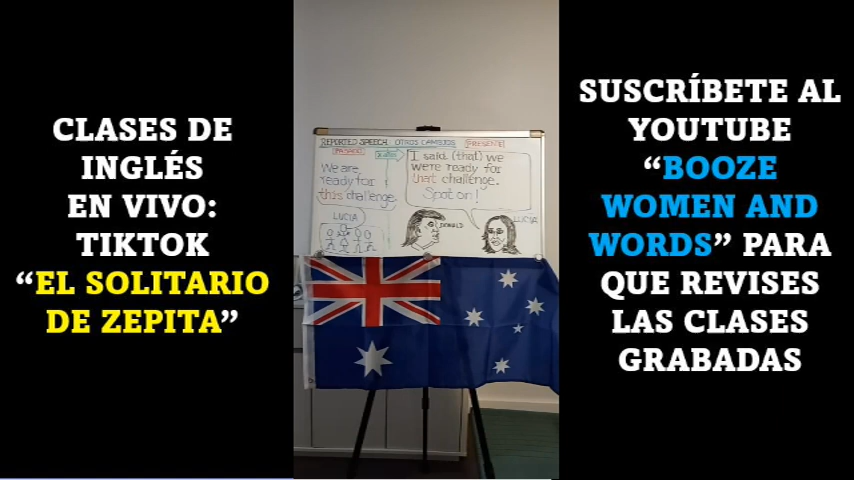 CLASES DE
INGLÉS
EN VIVO:
TIKTOK
“EL SOLITARIO
DE ZEPITA”
REPORTED SPEECH OTROS CAMBIOS PRESENTE
PASADO
We are
ready for
this challenge.
LUCIA
I said (that) we
were ready for
that challenge.
Spot on!
DONALD
LUCIA
SUSCRÍBETE AL
YOUTUBE
“BOOZE
WOMEN AND
WORDS” PARA
QUE REVISES
LAS CLASES
GRABADAS